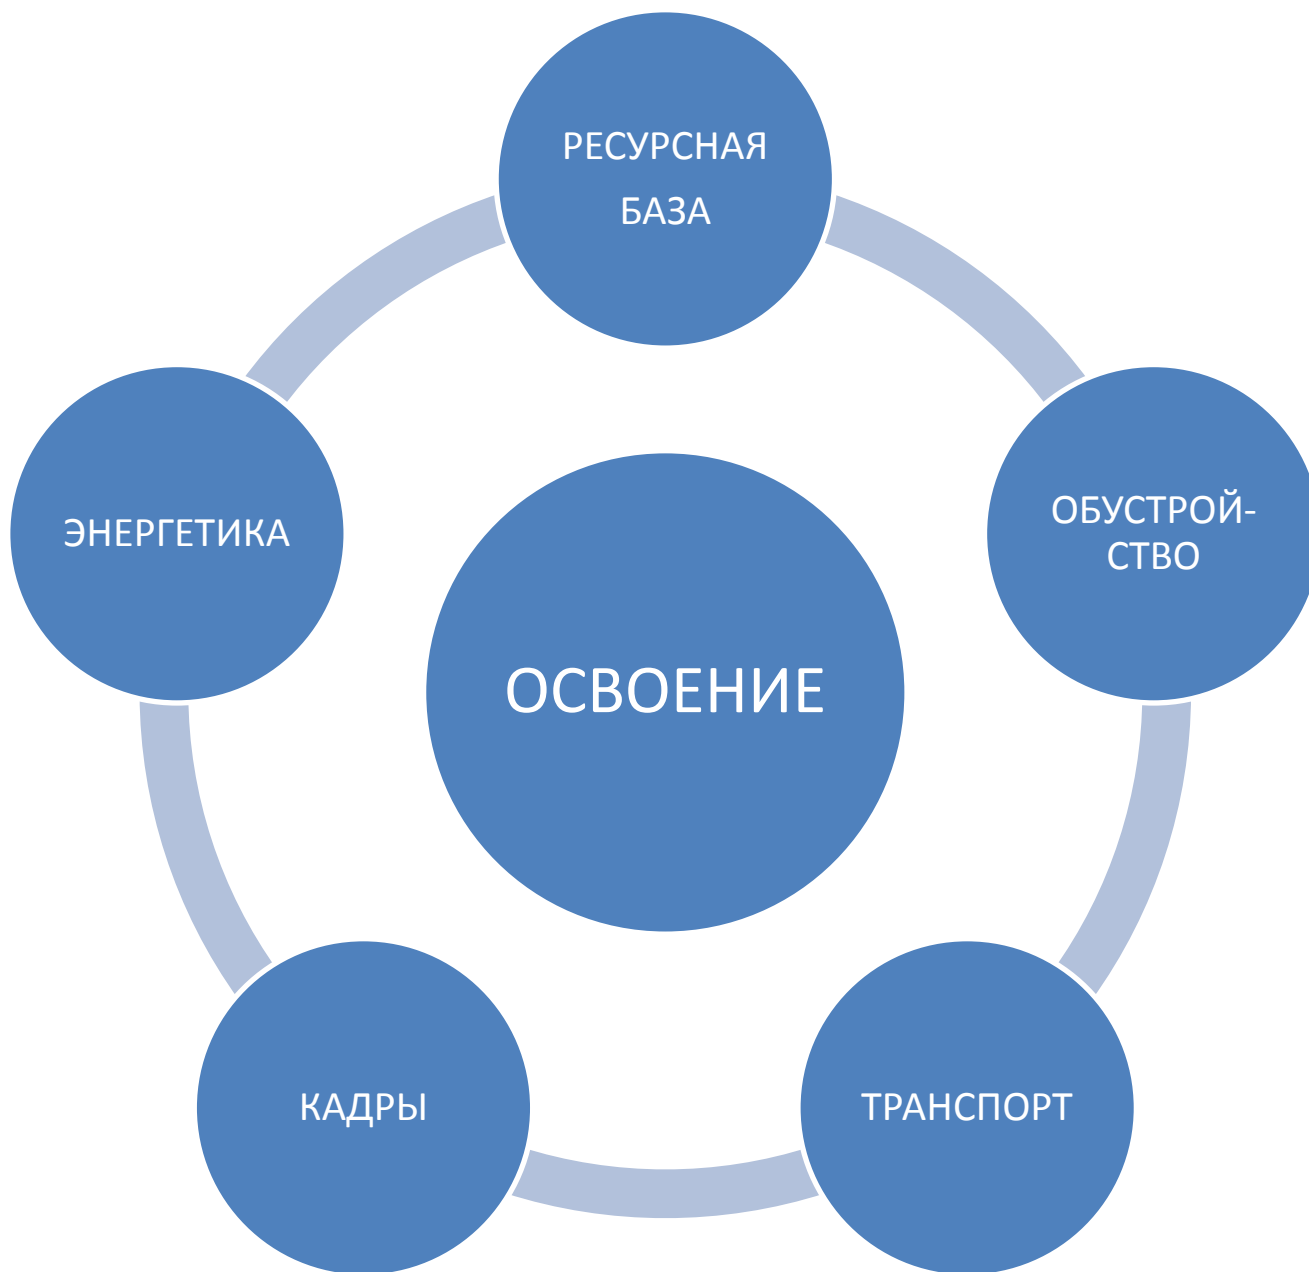 РЕСУРСНАЯ
БАЗА
ОБУСТРОЙ-
СТВО
ТРАНСПОРТ
КАДРЫ
ЭНЕРГЕТИКА
ОСВОЕНИЕ